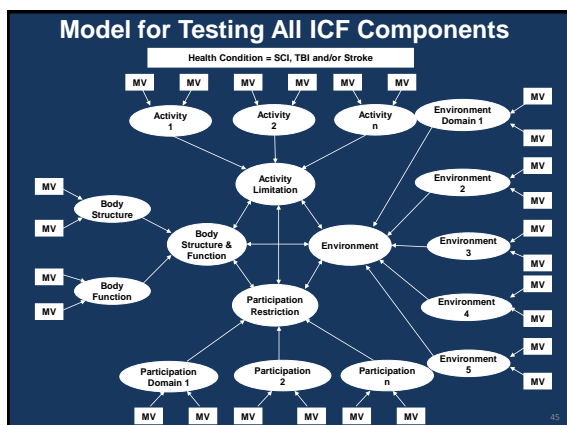 Model for Testing All ICF Components
Health Condition = SCI, TBI and/or Stroke
MV MV MV MV MV MV
Activity
1
Activity
2
Activity
n
Environment
Domain 1
MV
MV
Activity
Limitation
Environment
2
MV
MV
MV
MV
Body
Structure
Body
Structure &
Function
Environment
Environment
3
MV
MV
MV
MV
Body
Function
Participation
Restriction
Environment
4
MV
MV
Participation
Domain 1
Participation
2
Participation
n
Environment
5
MV
MV
MV MV MV MV MV MV
45